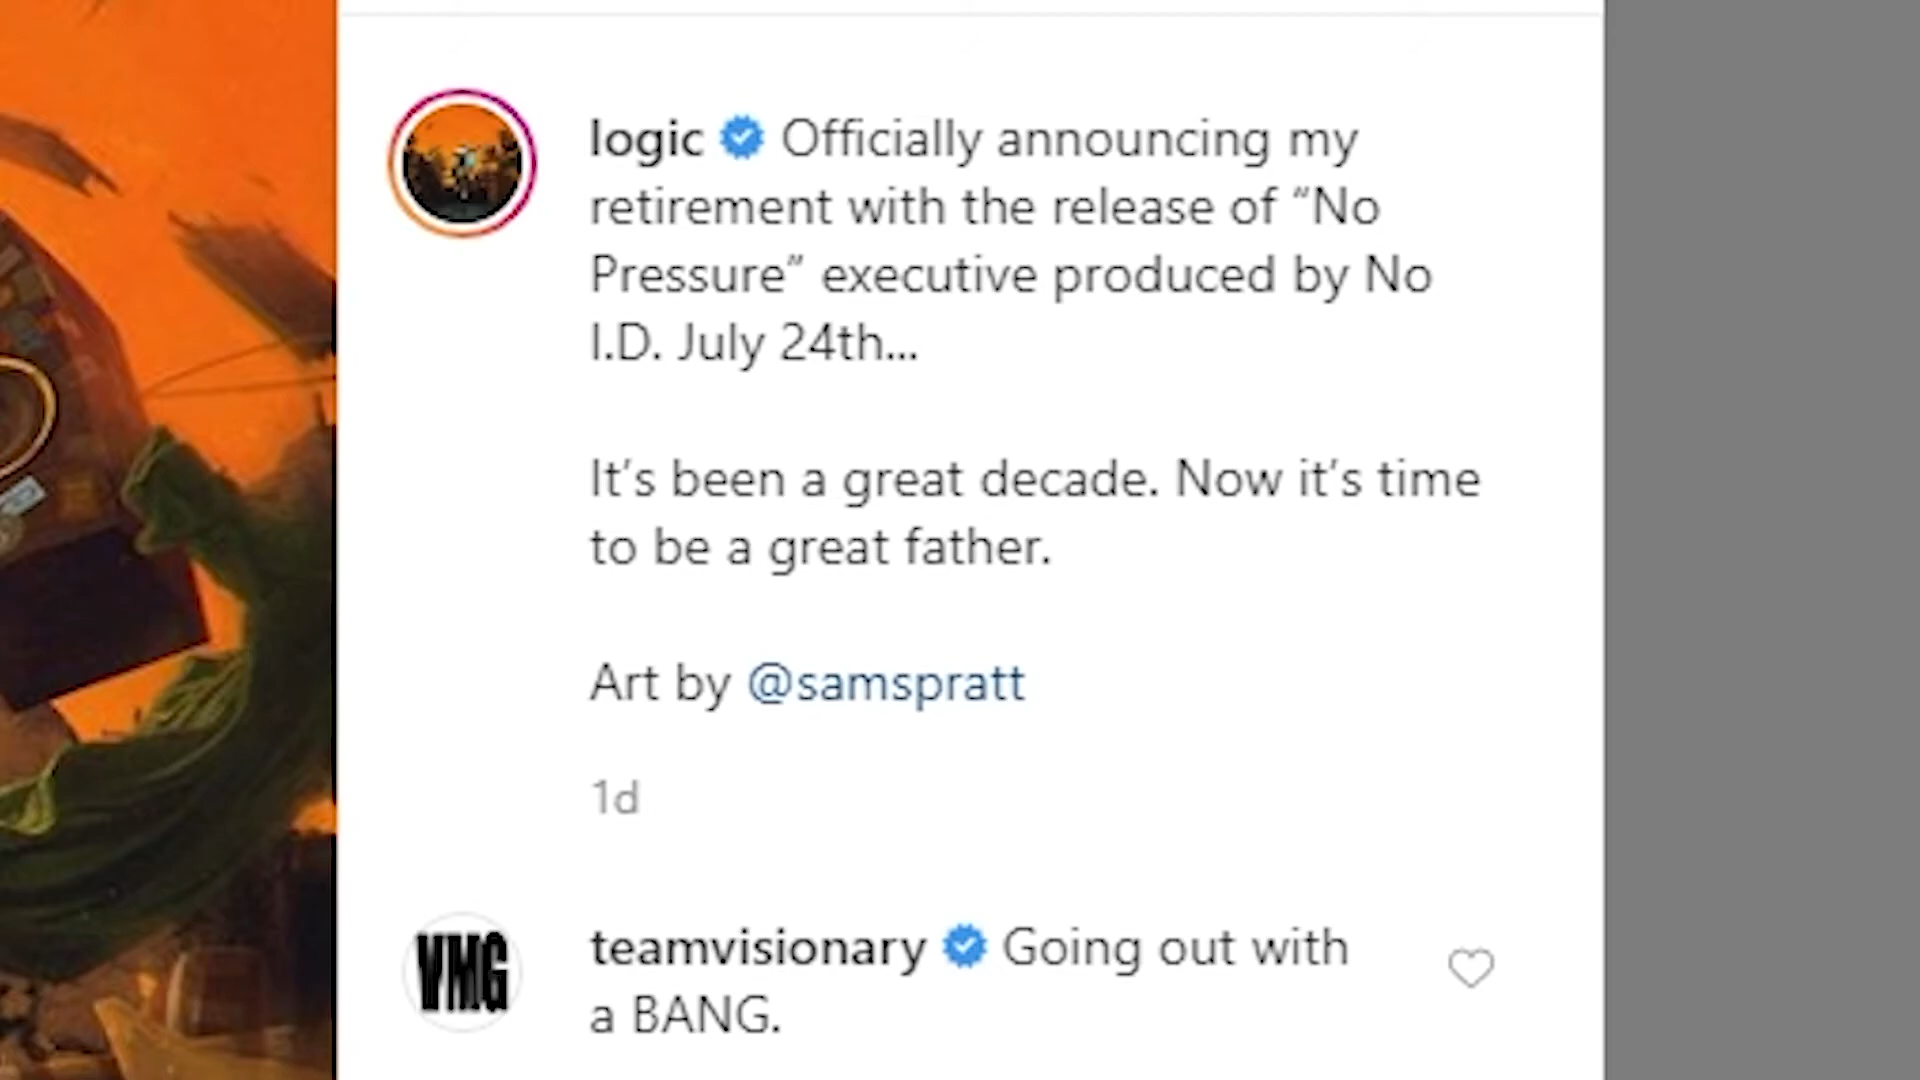 logic Officially announcing my
retirement with the release of “No
Pressure” executive produced by No
I.D. July 24th...
It’s been a great decade. Now it’s time
to be a great father.
Art by @samspratt
1d
VMG
teamvisionary Going out with
a BANG.